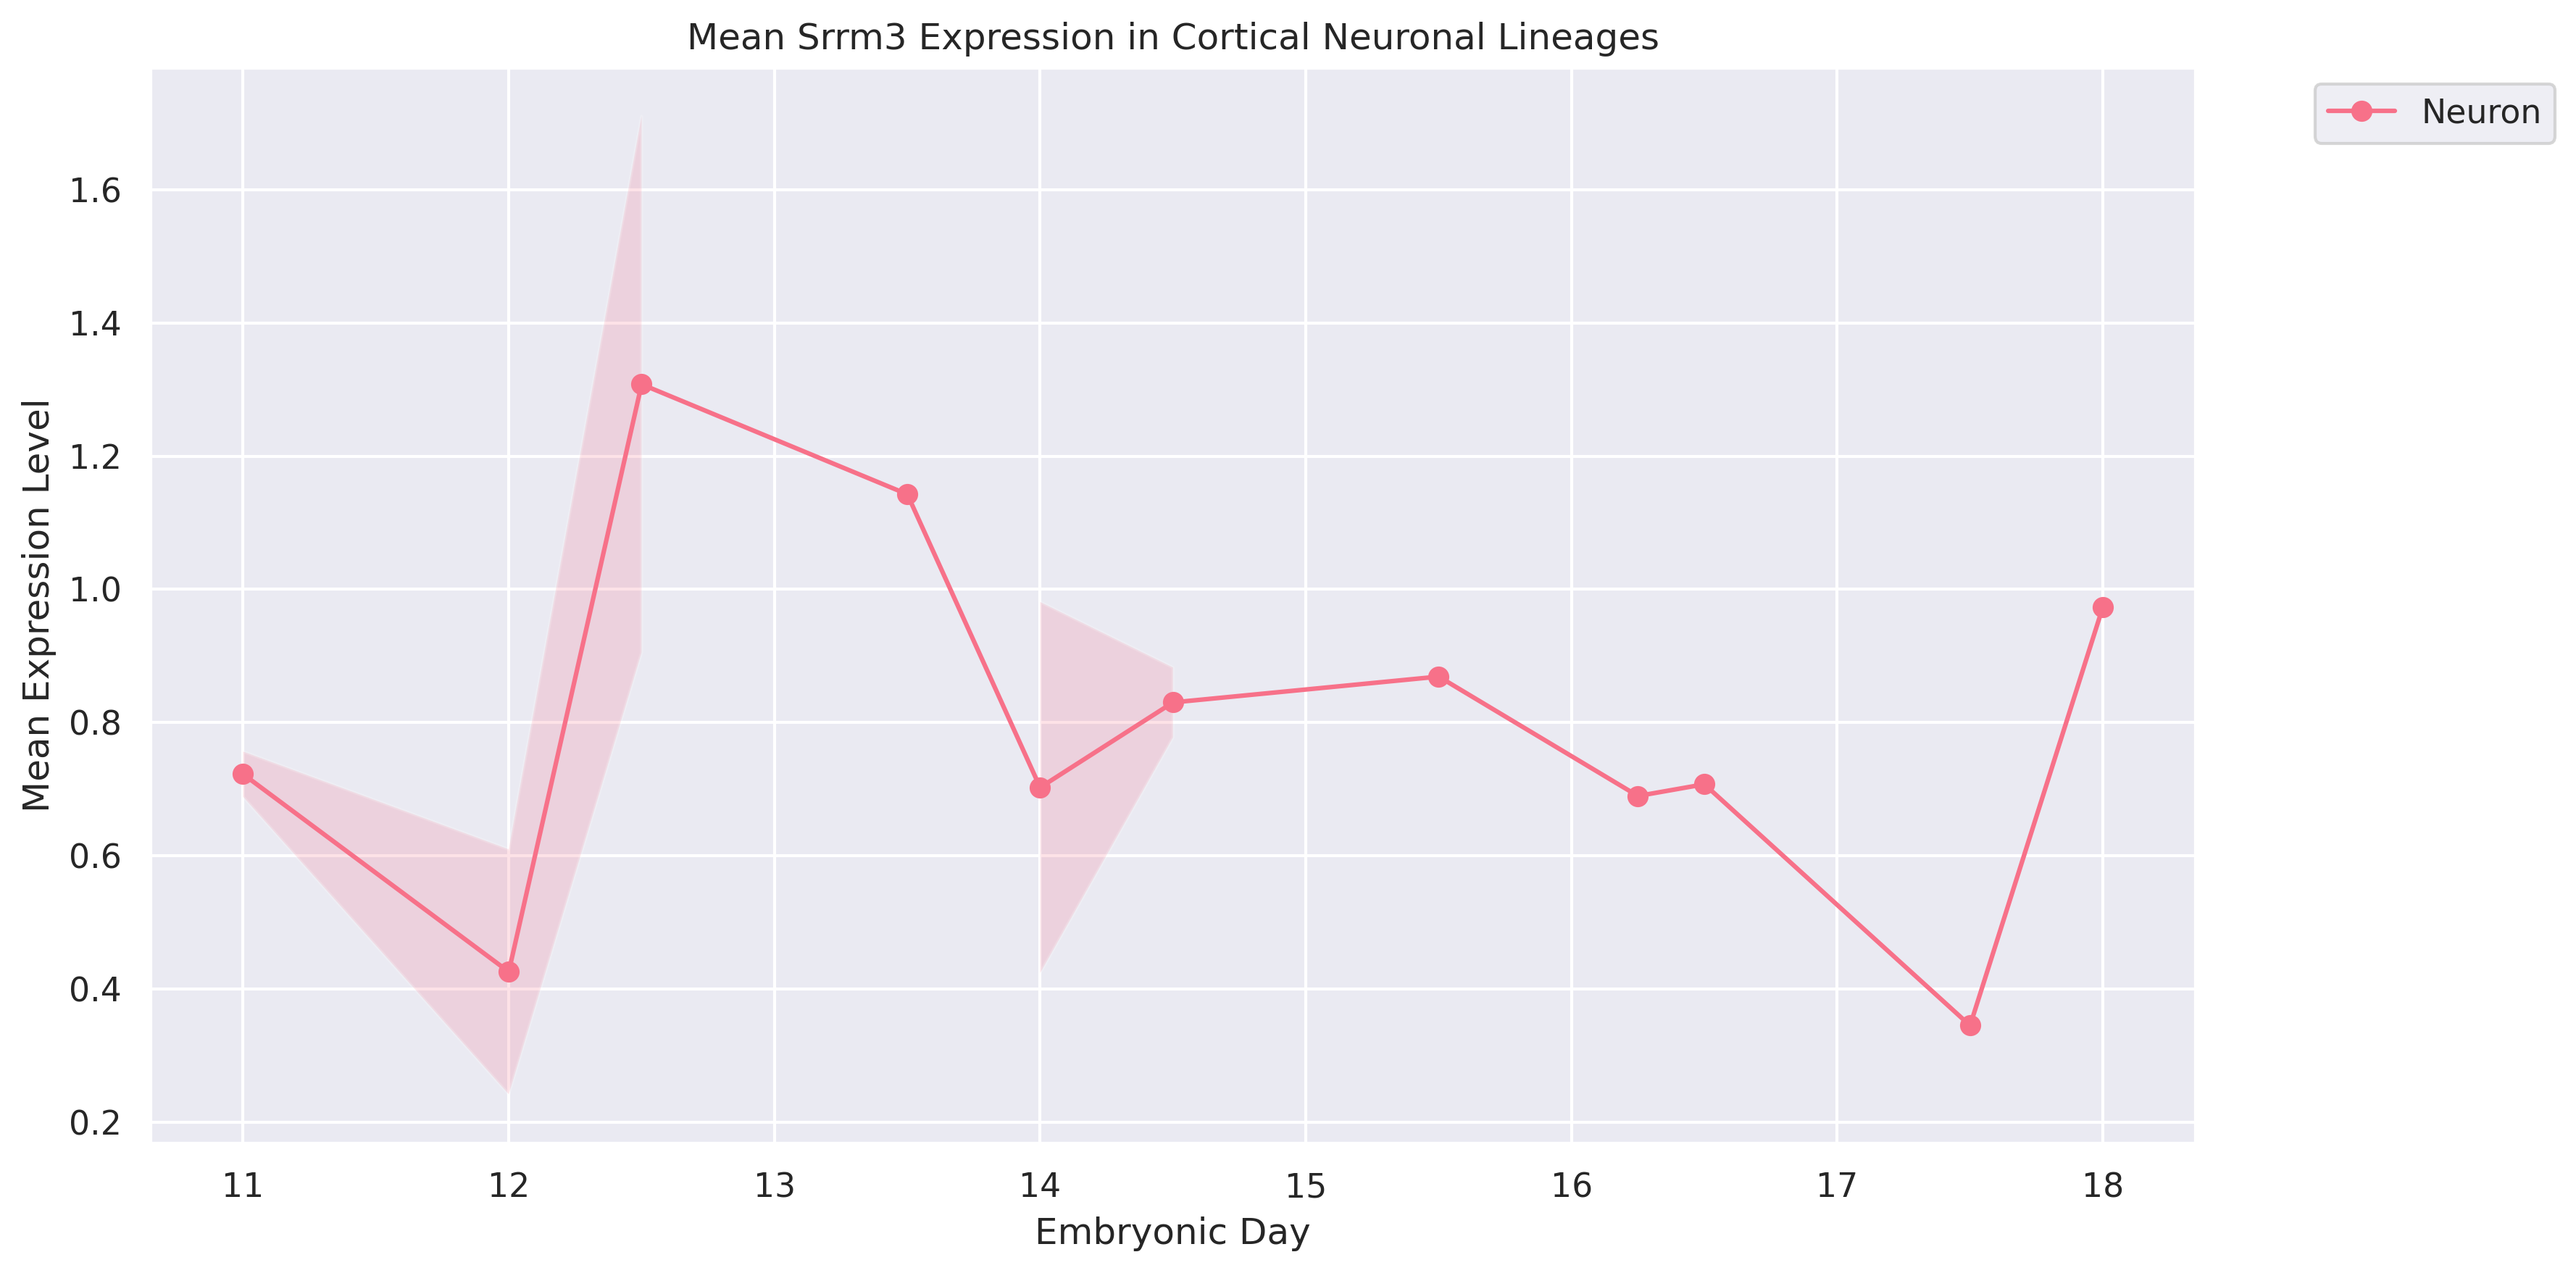 Mean Srrm3 Expression in Cortical Neuronal Lineages
Neuron
Mean Expression Level
1.6
1.4
1.2
1.0
0.8
0.6
0.4
0.2
11 12 13 14 15 16 17 18
Embryonic Day